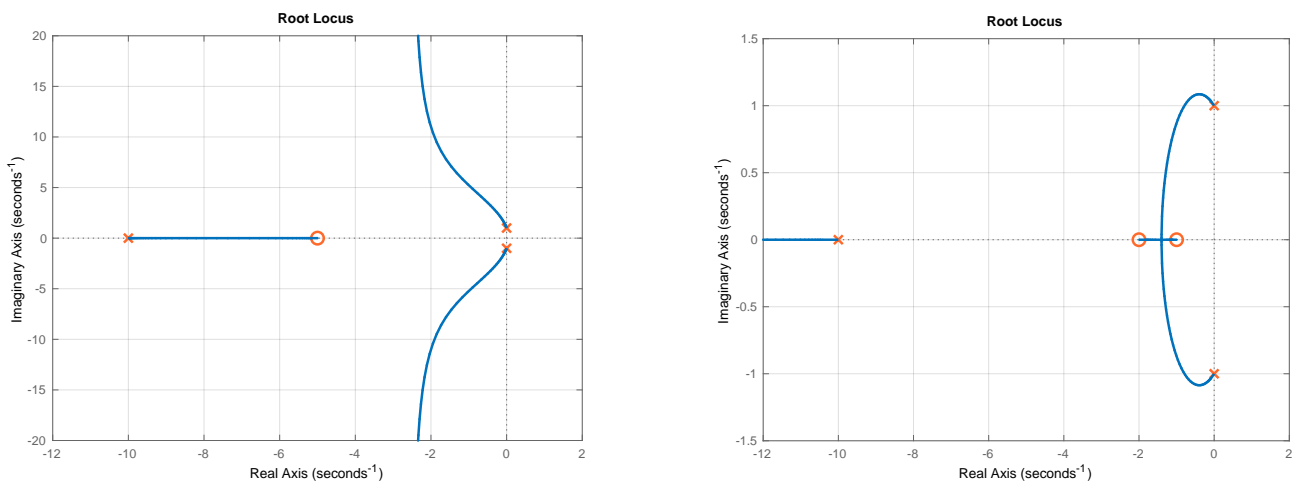 Root Locus
20
15
10
5
0
-5
-10
-15
-20
-12 -10 -8 -6 -4 -2 0 2
Real Axis (seconds⁻¹)
Imaginary Axis (seconds⁻¹)
Root Locus
1.5
1
0.5
0
-0.5
-1
-1.5
-12 -10 -8 -6 -4 -2 0 2
Real Axis (seconds⁻¹)
Imaginary Axis (seconds⁻¹)